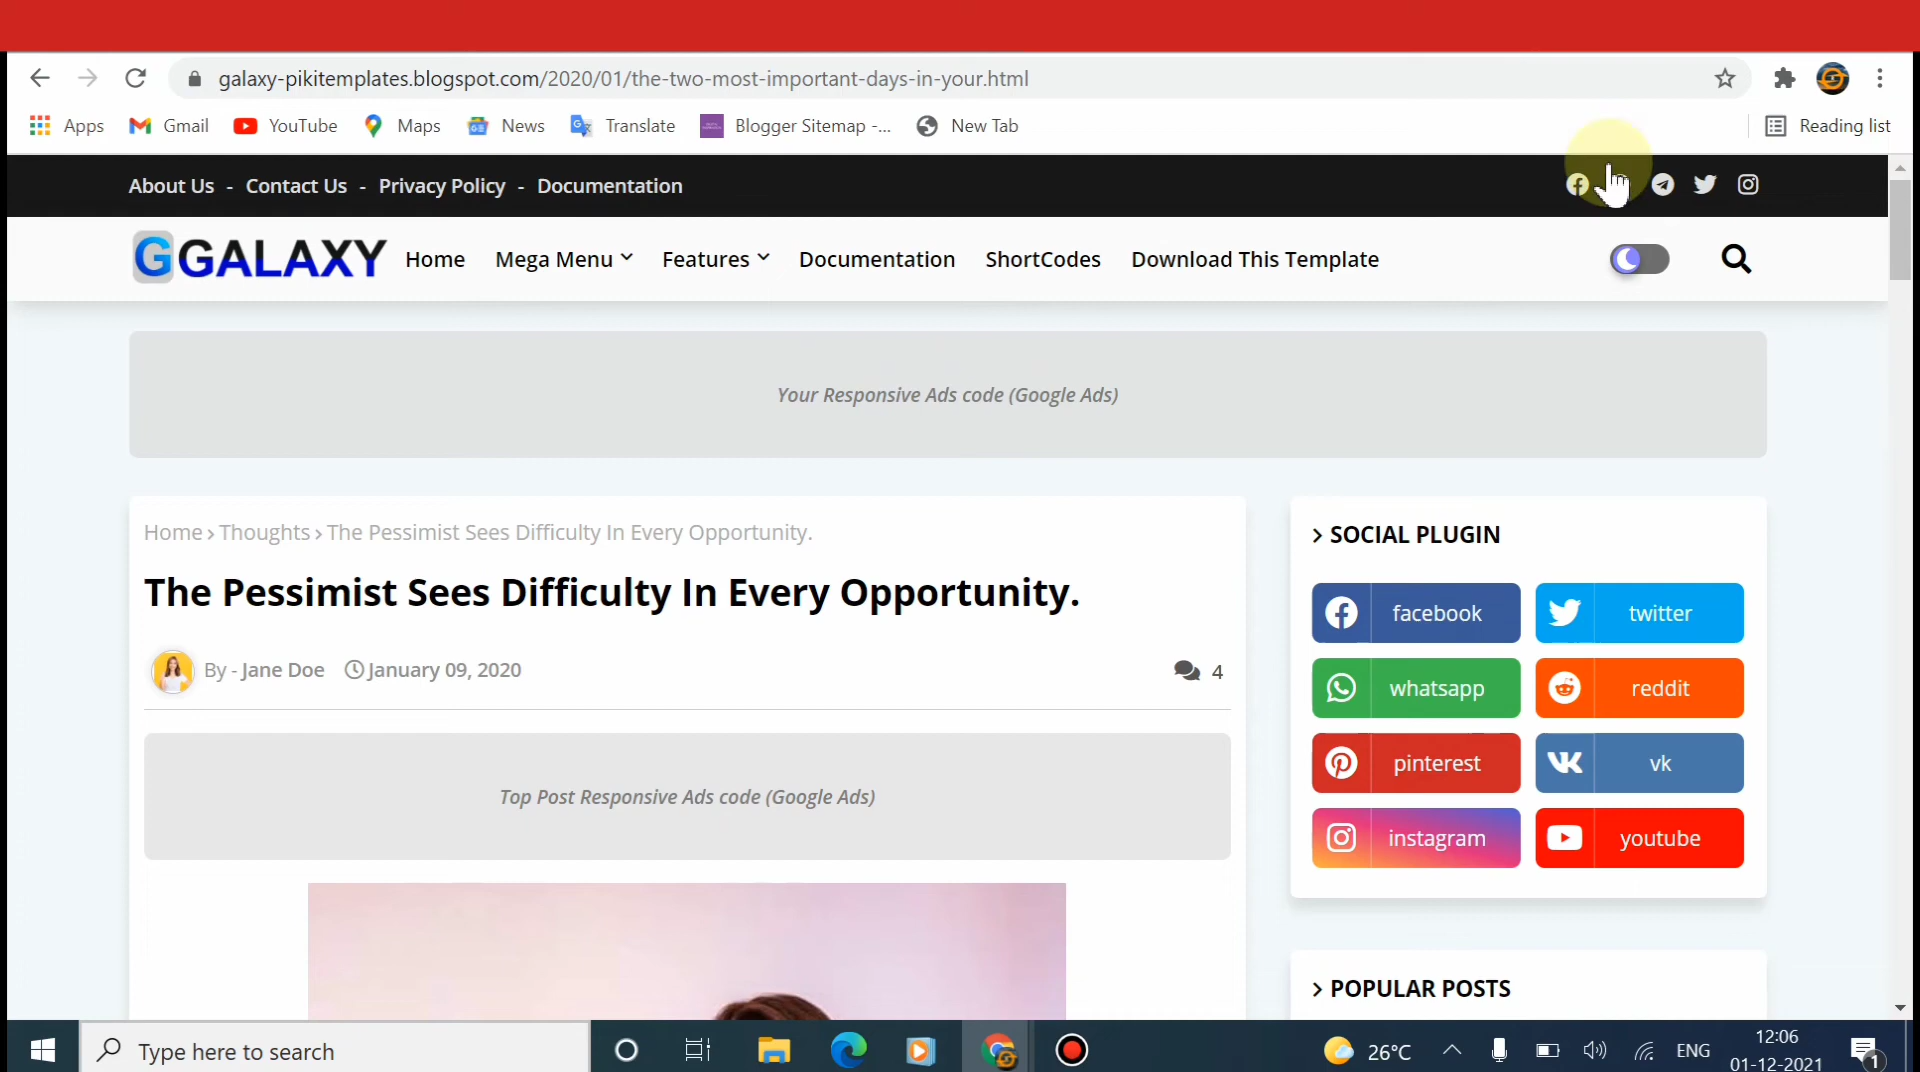 galaxy-pikitemplates.blogspot.com/2020/01/the-two-most-important-days-in-your.html
Apps Gmail YouTube Maps News Translate Blogger Sitemap -... New Tab Reading list
About Us - Contact Us - Privacy Policy - Documentation
GGALAXY Home Mega Menu Features Documentation ShortCodes Download This Template
Your Responsive Ads code (Google Ads)
Home › Thoughts › The Pessimist Sees Difficulty In Every Opportunity.
The Pessimist Sees Difficulty In Every Opportunity.
By - Jane Doe January 09, 2020 4
Top Post Responsive Ads code (Google Ads)
SOCIAL PLUGIN
facebook twitter
whatsapp reddit
pinterest vk
instagram youtube
POPULAR POSTS
Type here to search 26°C ENG 12:06 1
01-12-2021